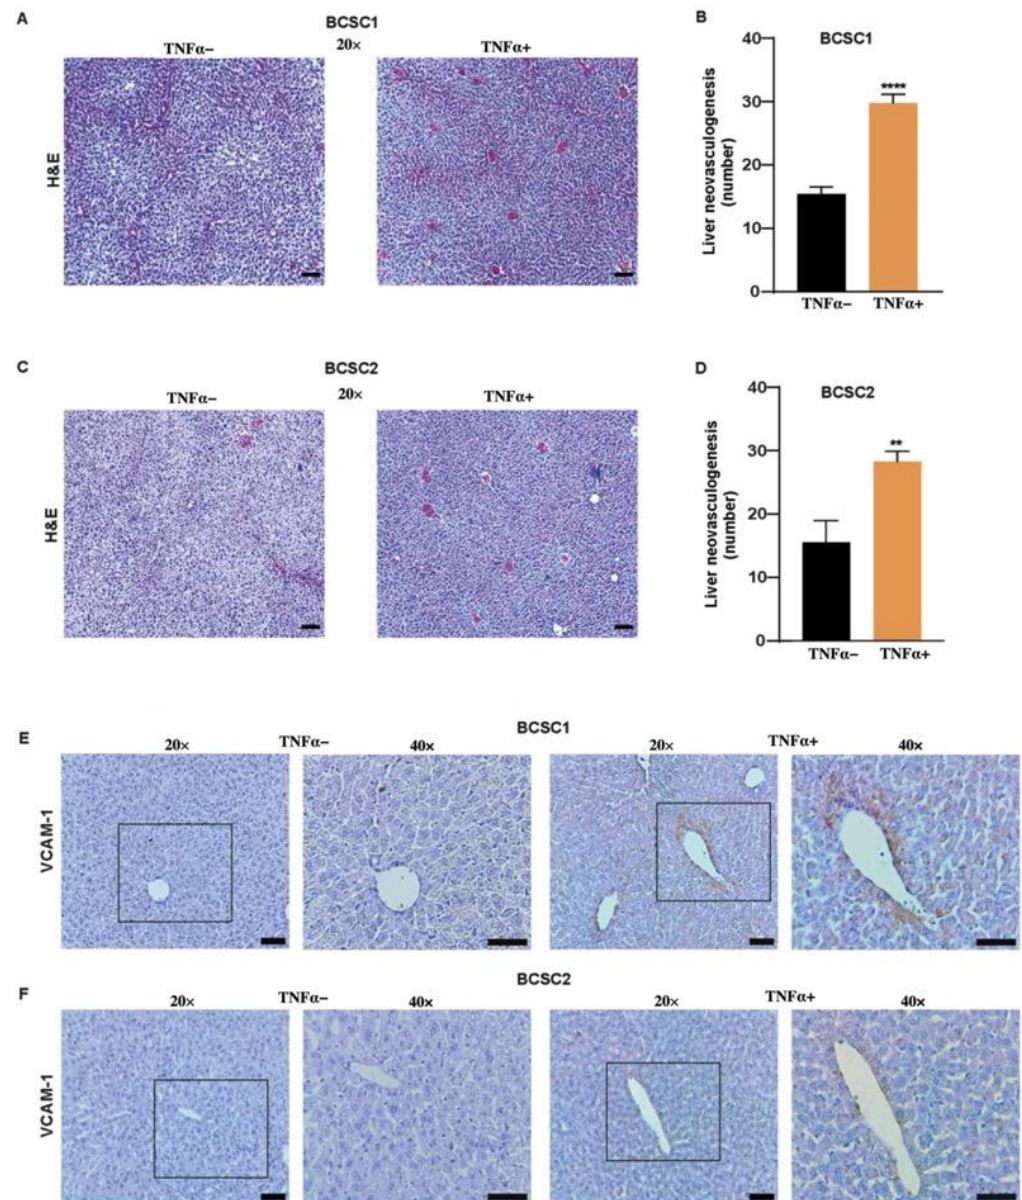 A
BCSC1
TNFα− 20× TNFα+
H&E
B
BCSC1
Liver neovasculogenesis
(number)
40
30
20
10
0
****
TNFα− TNFα+
C
BCSC2
TNFα− 20× TNFα+
H&E
D
BCSC2
Liver neovasculogenesis
(number)
40
30
20
10
0
**
TNFα− TNFα+
E
BCSC1
20× TNFα− 40× 20× TNFα+ 40×
VCAM-1
F
BCSC2
20× TNFα− 40× 20× TNFα+ 40×
VCAM-1